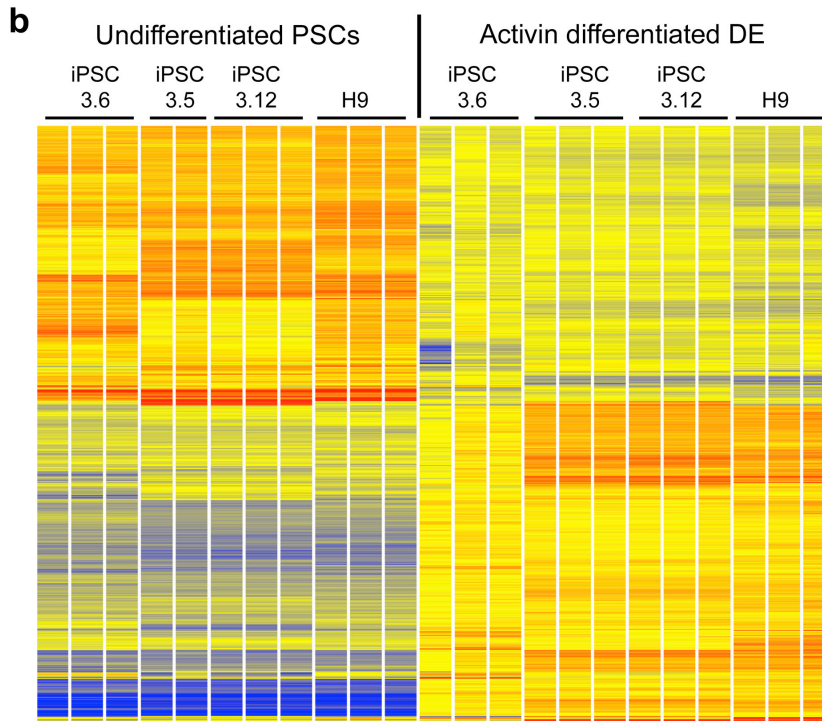 b
Undifferentiated PSCs
Activin differentiated DE
iPSC 3.6
iPSC 3.5
iPSC 3.12
H9
iPSC 3.6
iPSC 3.5
iPSC 3.12
H9